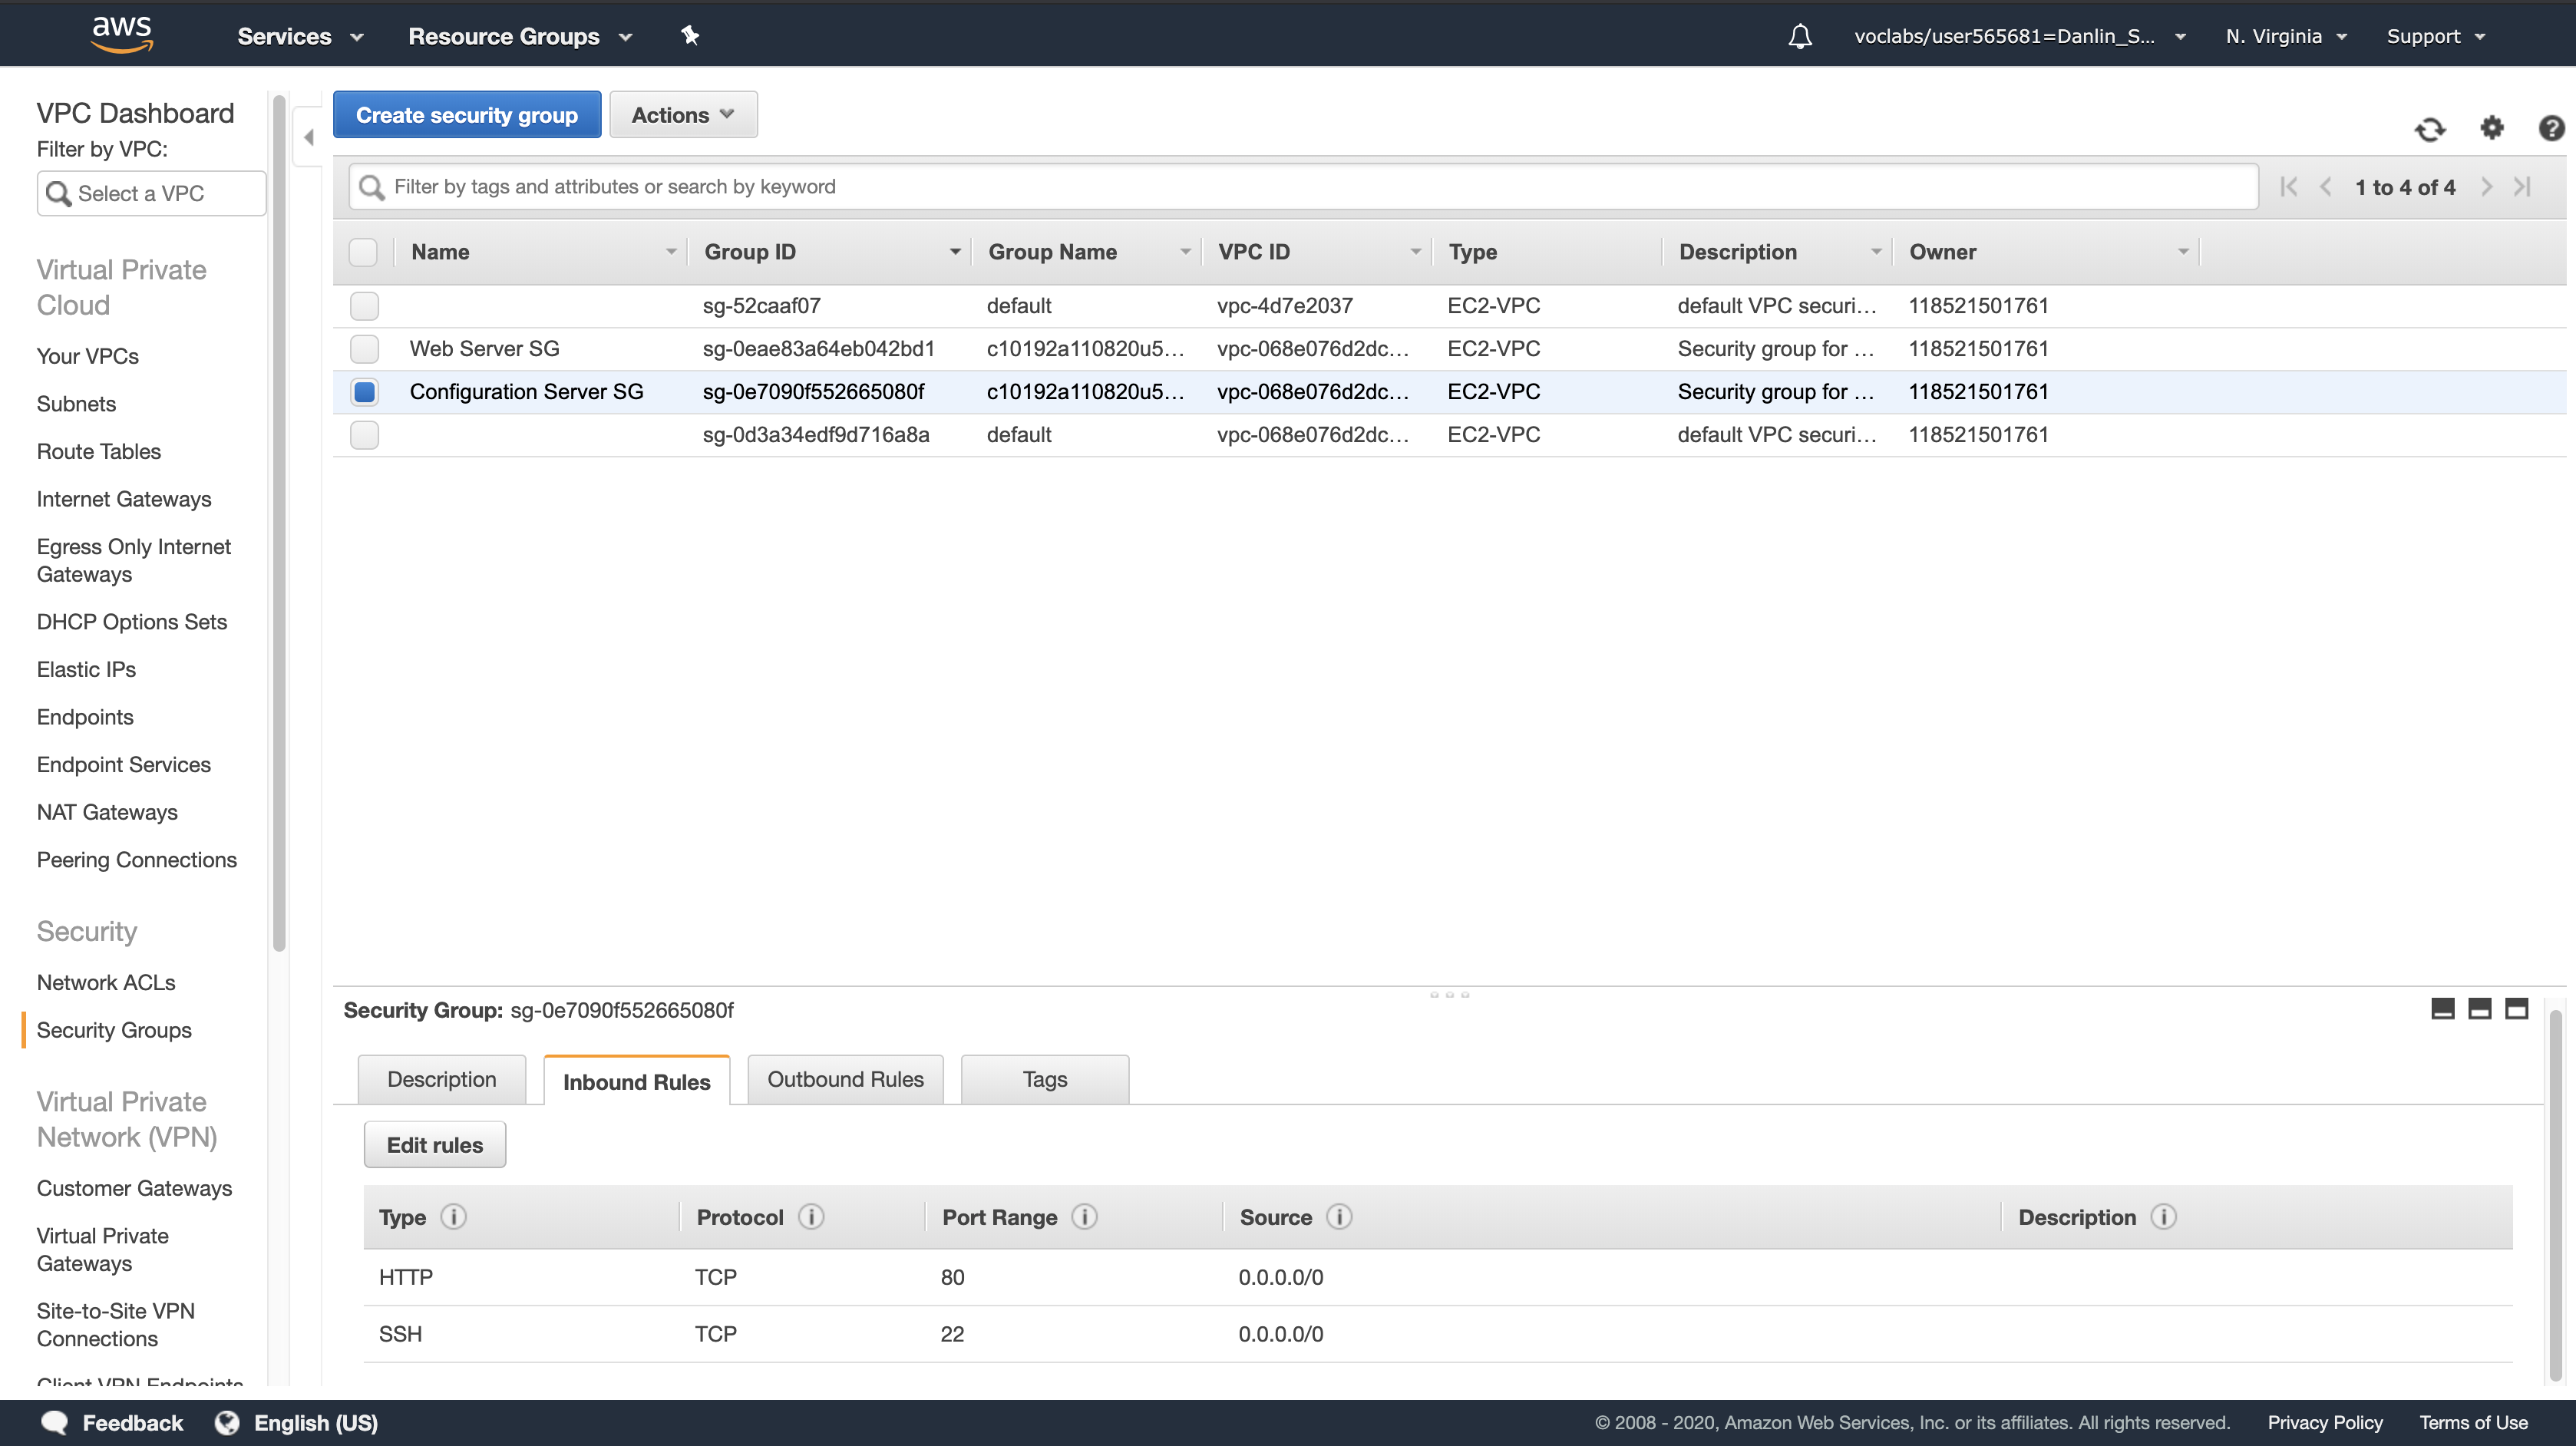 aws Services Resource Groups voclabs/user565681=Danlin_S... N. Virginia Support
VPC Dashboard
Filter by VPC:
Select a VPC
Virtual Private
Cloud
Your VPCs
Subnets
Route Tables
Internet Gateways
Egress Only Internet
Gateways
DHCP Options Sets
Elastic IPs
Endpoints
Endpoint Services
NAT Gateways
Peering Connections
Security
Network ACLs
Security Groups
Virtual Private
Network (VPN)
Customer Gateways
Virtual Private
Gateways
Site-to-Site VPN
Connections
Client VPN Endpoints
Create security group Actions
Filter by tags and attributes or search by keyword 1 to 4 of 4
Name Group ID Group Name VPC ID Type Description Owner
sg-52caaf07 default vpc-4d7e2037 EC2-VPC default VPC securi... 118521501761
Web Server SG sg-0eae83a64eb042bd1 c10192a110820u5... vpc-068e076d2dc... EC2-VPC Security group for ... 118521501761
Configuration Server SG sg-0e7090f552665080f c10192a110820u5... vpc-068e076d2dc... EC2-VPC Security group for ... 118521501761
sg-0d3a34edf9d716a8a default vpc-068e076d2dc... EC2-VPC default VPC securi... 118521501761
Security Group: sg-0e7090f552665080f
Description Inbound Rules Outbound Rules Tags
Edit rules
Type Protocol Port Range Source Description
HTTP TCP 80 0.0.0.0/0
SSH TCP 22 0.0.0.0/0
Feedback English (US) © 2008 - 2020, Amazon Web Services, Inc. or its affiliates. All rights reserved. Privacy Policy Terms of Use